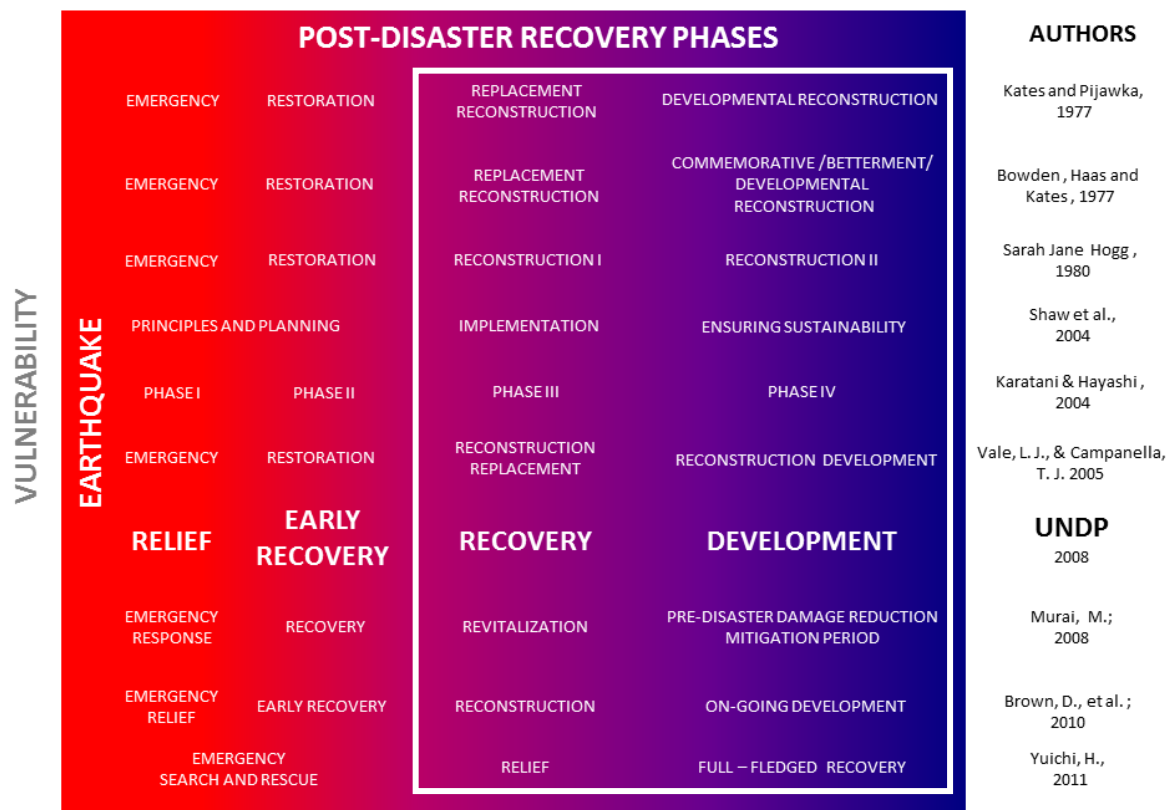 POST-DISASTER RECOVERY PHASES
AUTHORS
EMERGENCY
RESTORATION
REPLACEMENT
RECONSTRUCTION
DEVELOPMENTAL RECONSTRUCTION
Kates and Pijawka,
1977
EMERGENCY
RESTORATION
REPLACEMENT
RECONSTRUCTION
COMMEMORATIVE /BETTERMENT/
DEVELOPMENTAL
RECONSTRUCTION
Bowden , Haas and
Kates , 1977
EMERGENCY
RESTORATION
RECONSTRUCTION I
RECONSTRUCTION II
Sarah Jane Hogg ,
1980
VULNERABILITY
EARTHQUAKE
PRINCIPLES AND PLANNING
IMPLEMENTATION
ENSURING SUSTAINABILITY
Shaw et al.,
2004
PHASE I
PHASE II
PHASE III
PHASE IV
Karatani & Hayashi ,
2004
EMERGENCY
RESTORATION
RECONSTRUCTION
REPLACEMENT
RECONSTRUCTION DEVELOPMENT
Vale, L. J., & Campanella,
T. J. 2005
RELIEF
EARLY
RECOVERY
RECOVERY
DEVELOPMENT
UNDP
2008
EMERGENCY
RESPONSE
RECOVERY
REVITALIZATION
PRE-DISASTER DAMAGE REDUCTION
MITIGATION PERIOD
Murai, M.;
2008
EMERGENCY
RELIEF
EARLY RECOVERY
RECONSTRUCTION
ON-GOING DEVELOPMENT
Brown, D., et al. ;
2010
EMERGENCY
SEARCH AND RESCUE
RELIEF
FULL – FLEDGED RECOVERY
Yuichi, H.,
2011